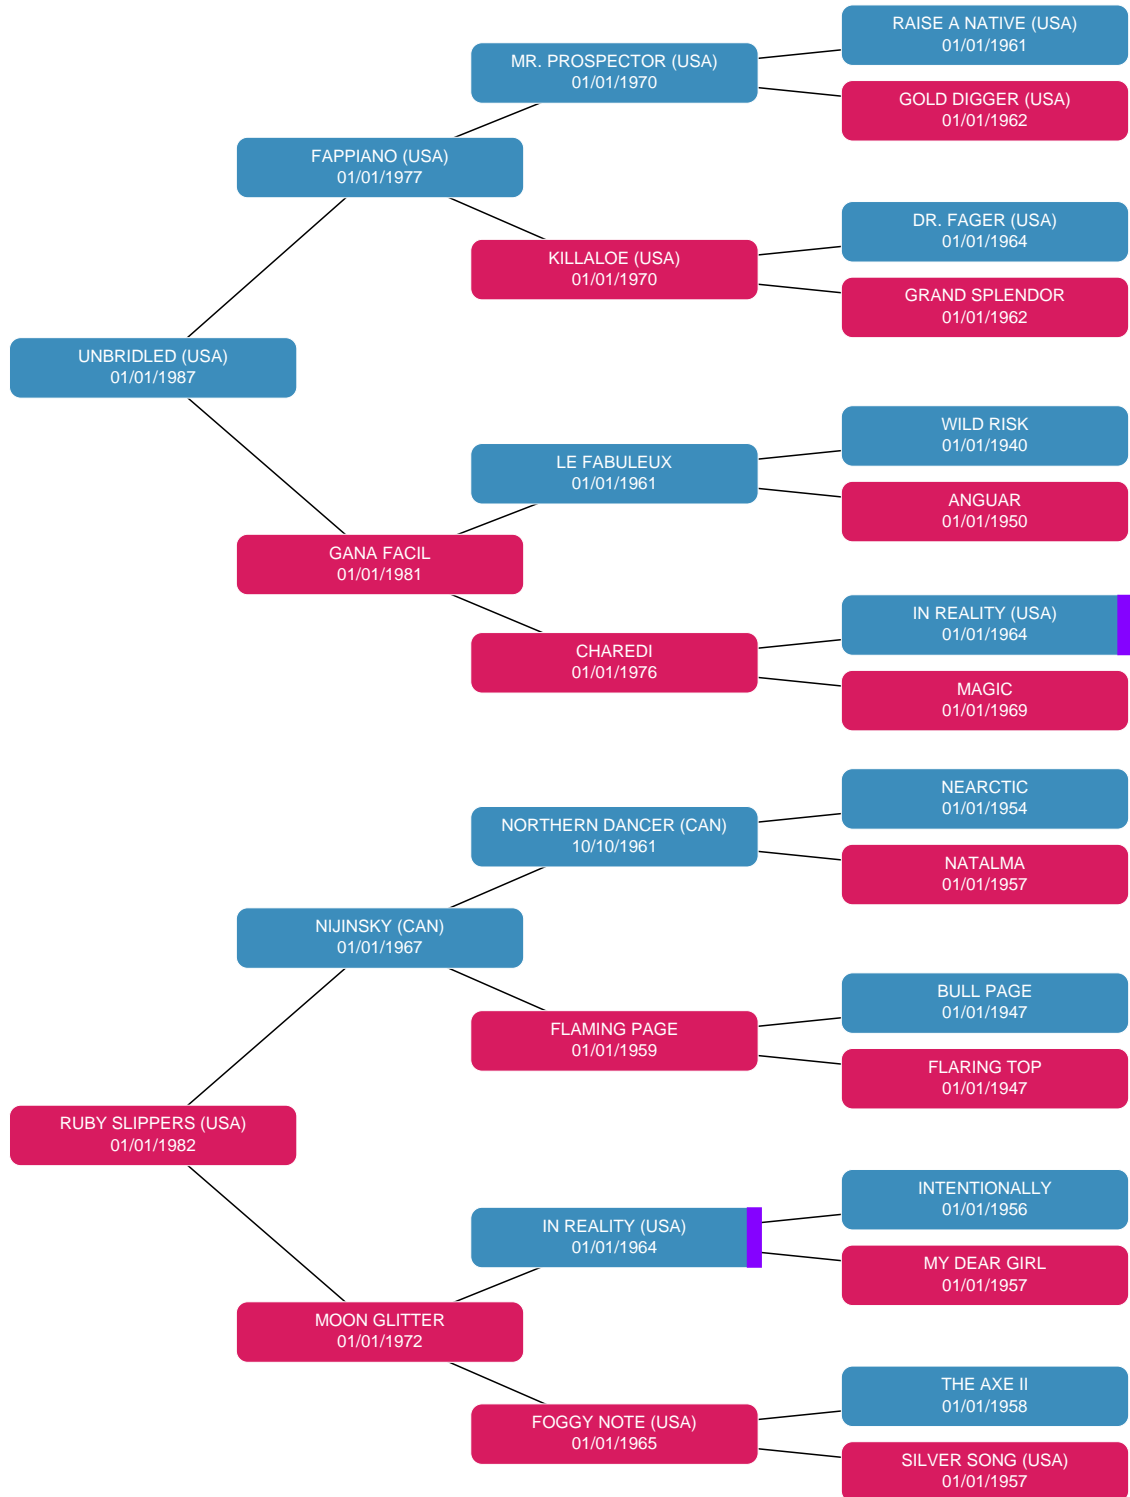 RAISE A NATIVE (USA)
01/01/1961
MR. PROSPECTOR (USA)
01/01/1970
GOLD DIGGER (USA)
01/01/1962
FAPPIANO (USA)
01/01/1977
DR. FAGER (USA)
01/01/1964
KILLALOE (USA)
01/01/1970
GRAND SPLENDOR
01/01/1962
UNBRIDLED (USA)
01/01/1987
WILD RISK
01/01/1940
LE FABULEUX
01/01/1961
ANGUAR
01/01/1950
GANA FACIL
01/01/1981
IN REALITY (USA)
01/01/1964
CHAREDI
01/01/1976
MAGIC
01/01/1969
NEARCTIC
01/01/1954
NORTHERN DANCER (CAN)
10/10/1961
NATALMA
01/01/1957
NIJINSKY (CAN)
01/01/1967
BULL PAGE
01/01/1947
FLAMING PAGE
01/01/1959
FLARING TOP
01/01/1947
RUBY SLIPPERS (USA)
01/01/1982
INTENTIONALLY
01/01/1956
IN REALITY (USA)
01/01/1964
MY DEAR GIRL
01/01/1957
MOON GLITTER
01/01/1972
THE AXE II
01/01/1958
FOGGY NOTE (USA)
01/01/1965
SILVER SONG (USA)
01/01/1957